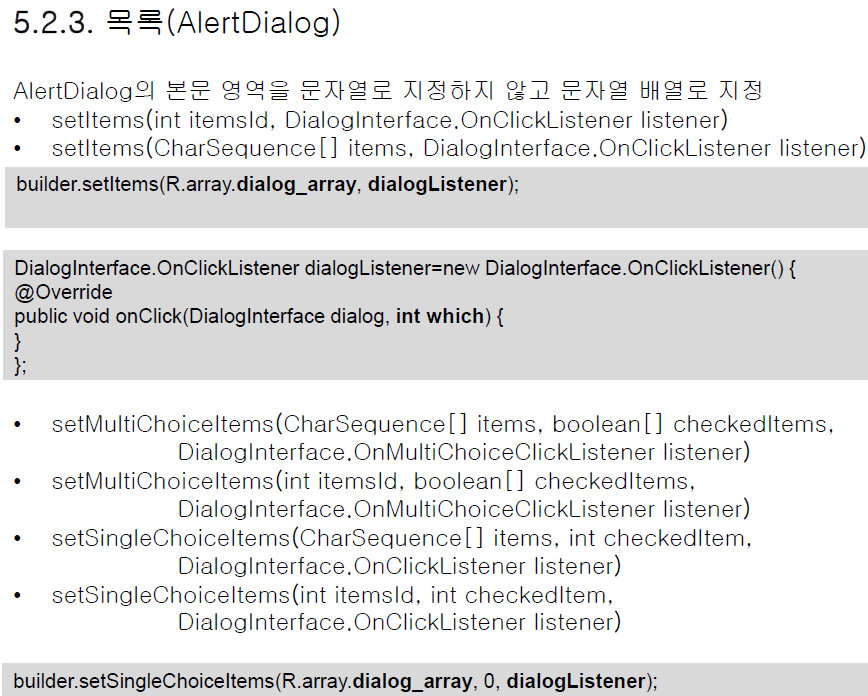 5.2.3. 목록(AlertDialog)
AlertDialog의 본문 영역을 문자열로 지정하지 않고 문자열 배열로 지정
• setItems(int itemsId, DialogInterface.OnClickListener listener)
• setItems(CharSequence[] items, DialogInterface.OnClickListener listener)
builder.setItems(R.array.dialog_array, dialogListener);
DialogInterface.OnClickListener dialogListener=new DialogInterface.OnClickListener() {
@Override
public void onClick(DialogInterface dialog, int which) {
}
};
• setMultiChoiceItems(CharSequence[] items, boolean[] checkedItems,
DialogInterface.OnMultiChoiceClickListener listener)
• setMultiChoiceItems(int itemsId, boolean[] checkedItems,
DialogInterface.OnMultiChoiceClickListener listener)
• setSingleChoiceItems(CharSequence[] items, int checkedItem,
DialogInterface.OnClickListener listener)
• setSingleChoiceItems(int itemsId, int checkedItem,
DialogInterface.OnClickListener listener)
builder.setSingleChoiceItems(R.array.dialog_array, 0, dialogListener);